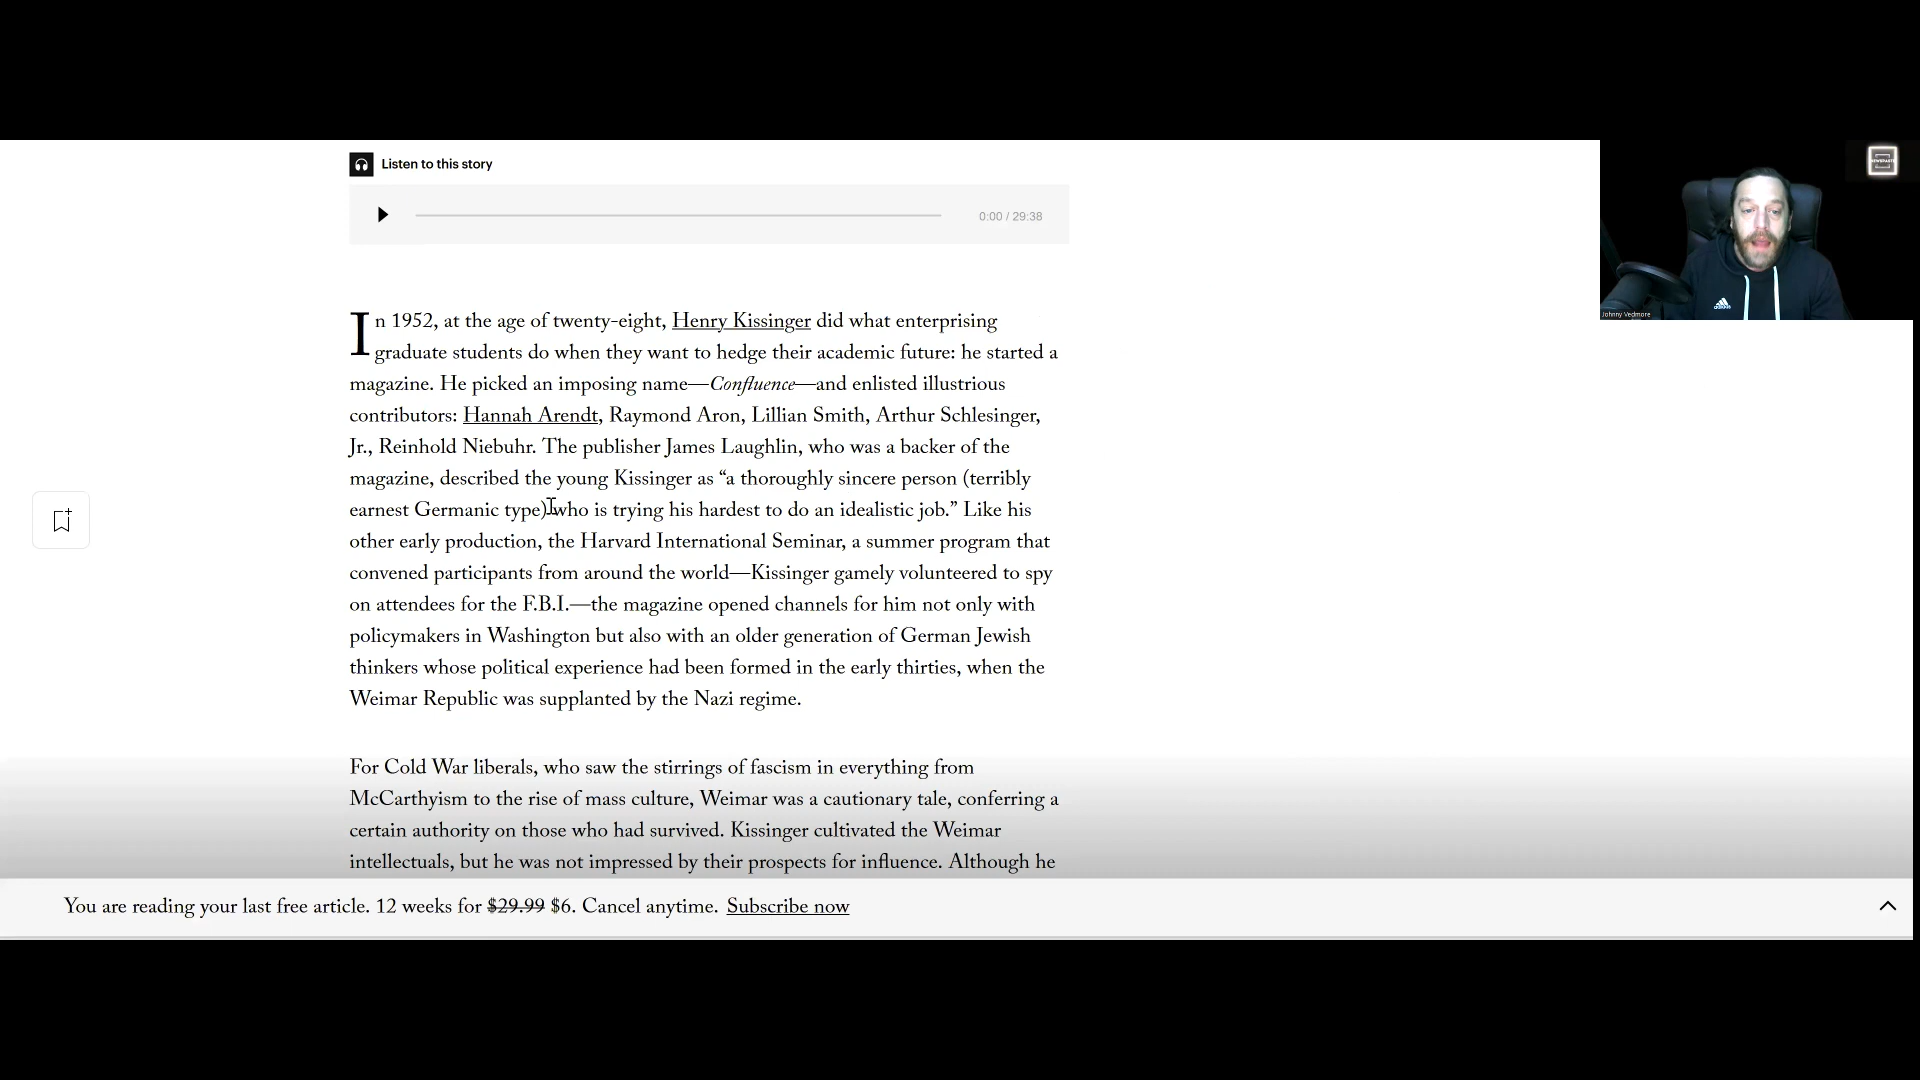 Listen to this story
0:00 / 29:38
In 1952, at the age of twenty-eight, Henry Kissinger did what enterprising
graduate students do when they want to hedge their academic future: he started a
magazine. He picked an imposing name—Confluence—and enlisted illustrious
contributors: Hannah Arendt, Raymond Aron, Lillian Smith, Arthur Schlesinger,
Jr., Reinhold Niebuhr. The publisher James Laughlin, who was a backer of the
magazine, described the young Kissinger as “a thoroughly sincere person (terribly
earnest Germanic type) who is trying his hardest to do an idealistic job.” Like his
other early production, the Harvard International Seminar, a summer program that
convened participants from around the world—Kissinger gamely volunteered to spy
on attendees for the F.B.I.—the magazine opened channels for him not only with
policymakers in Washington but also with an older generation of German Jewish
thinkers whose political experience had been formed in the early thirties, when the
Weimar Republic was supplanted by the Nazi regime.
For Cold War liberals, who saw the stirrings of fascism in everything from
McCarthyism to the rise of mass culture, Weimar was a cautionary tale, conferring a
certain authority on those who had survived. Kissinger cultivated the Weimar
intellectuals, but he was not impressed by their prospects for influence. Although he
You are reading your last free article. 12 weeks for $29.99 $6. Cancel anytime. Subscribe now
adidas
Johnny Vedmore